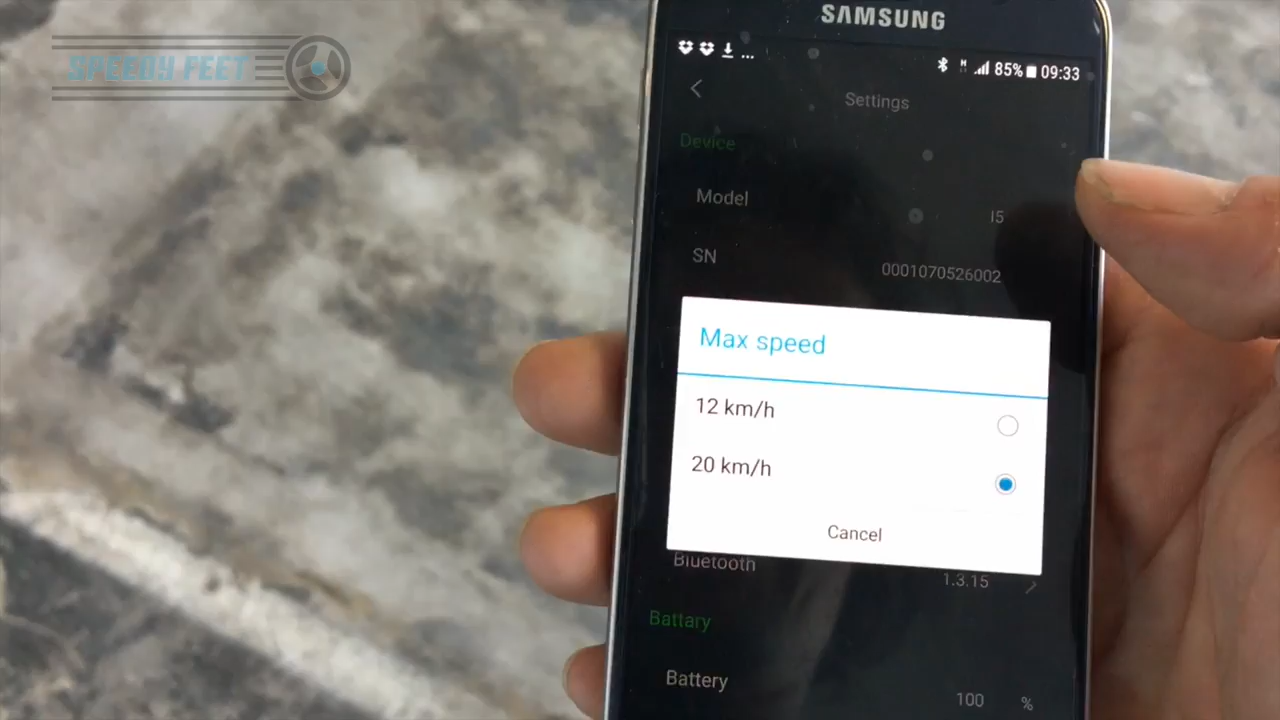 SPEEDY FEET
SAMSUNG
... H 85% 09:33
Settings
Device
Model I5
SN 0001070526002
Max speed
12 km/h
20 km/h
Cancel
Bluetooth 1.3.15
Battary
Battery 100 %